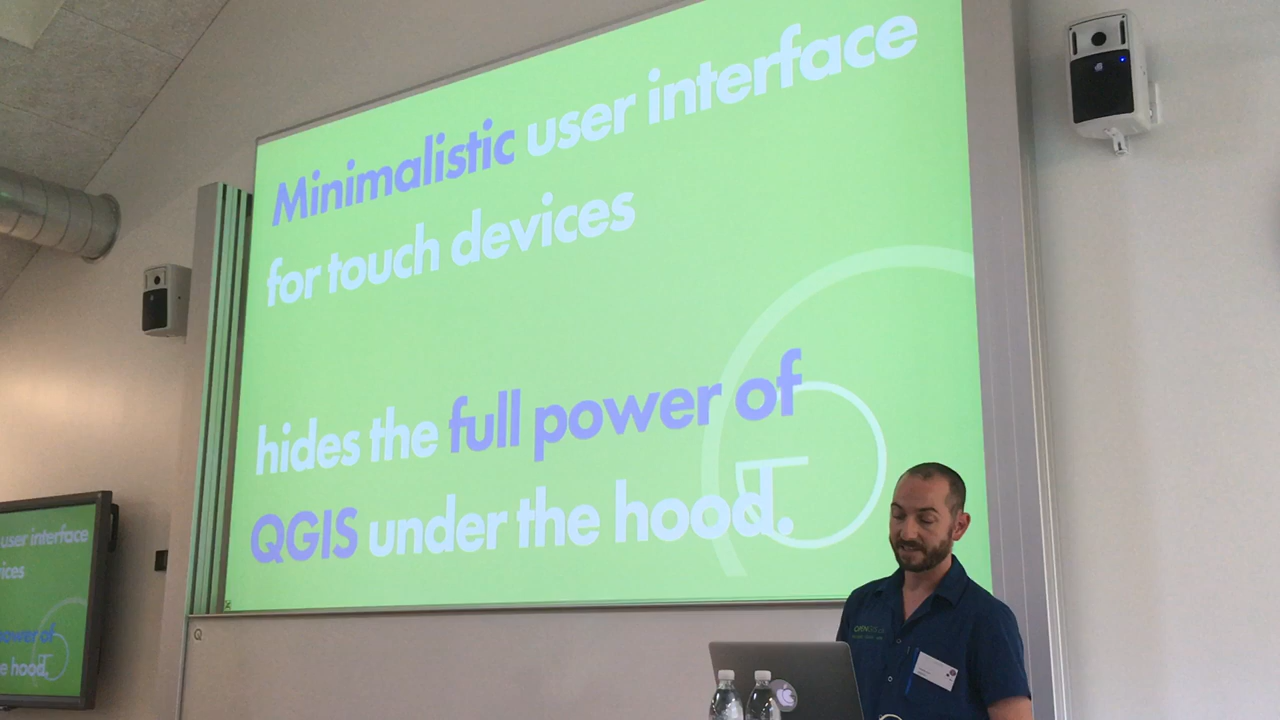 Minimalistic user interface
for touch devices
hides the full power of
QGIS under the hood.
user interface
ices
power of
e hood.
OPEN